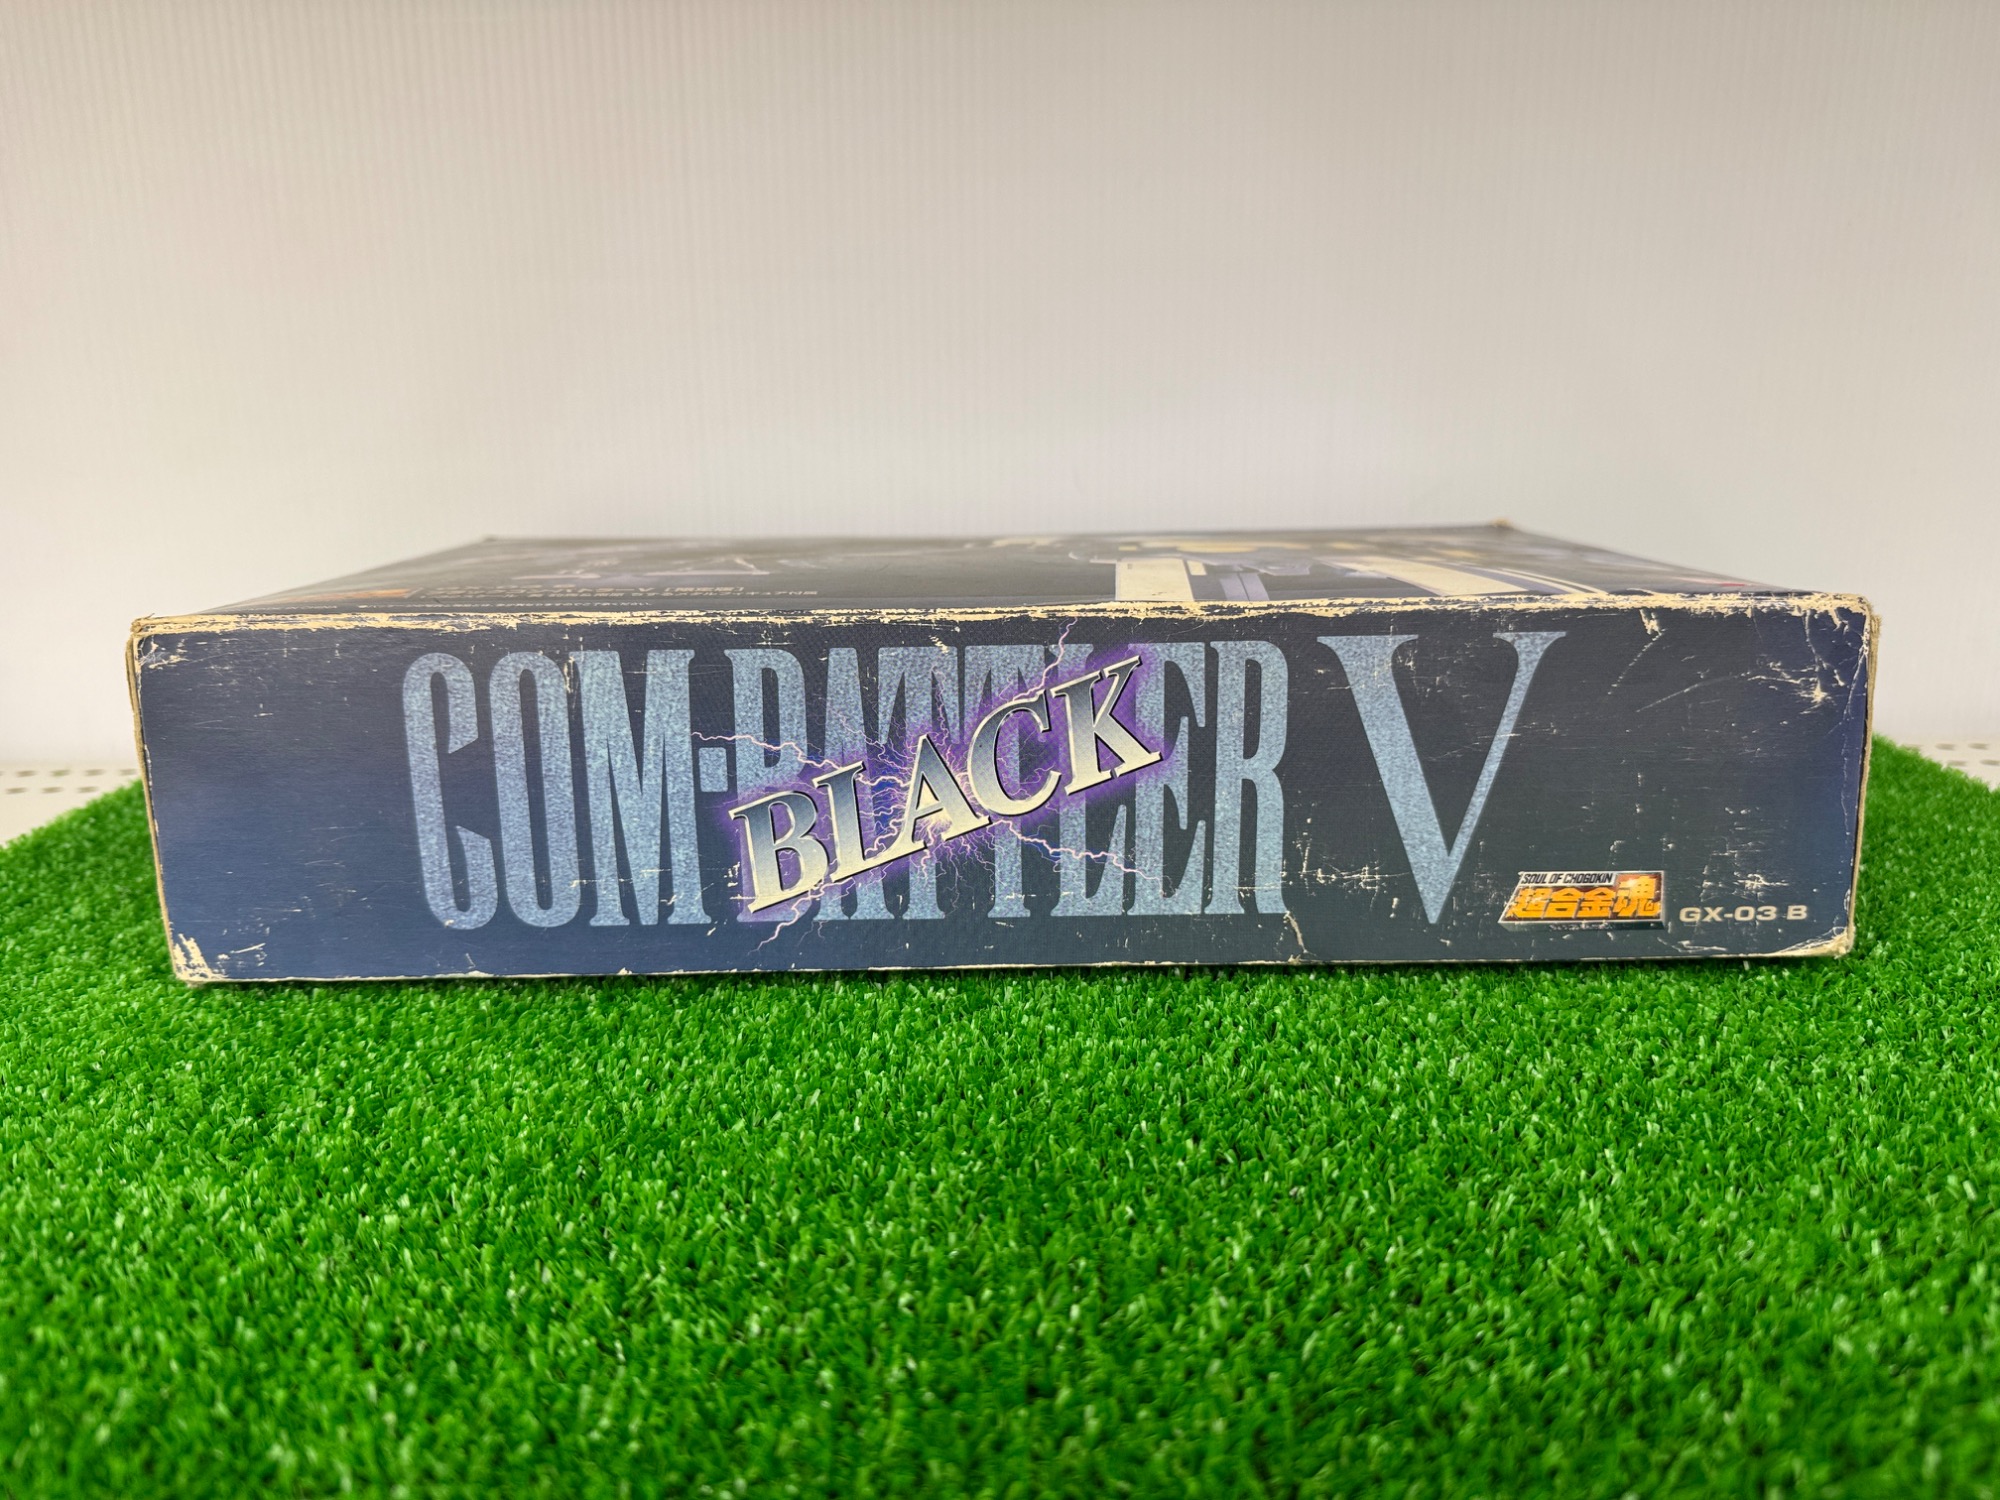 COM-BATTLER V
BLACK
SOUL OF CHOGOKIN
超合金魂
GX-03 B